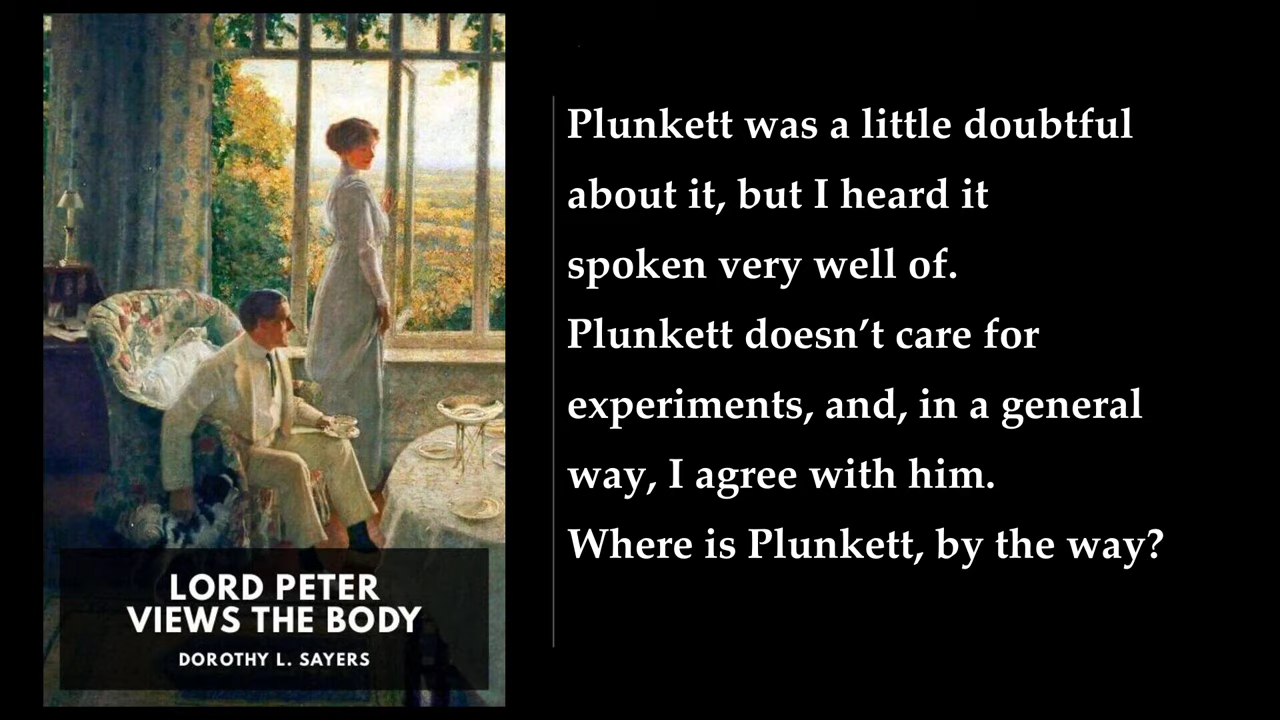 Plunkett was a little doubtful
about it, but I heard it
spoken very well of.
Plunkett doesn’t care for
experiments, and, in a general
way, I agree with him.
Where is Plunkett, by the way?
LORD PETER
VIEWS THE BODY
DOROTHY L. SAYERS